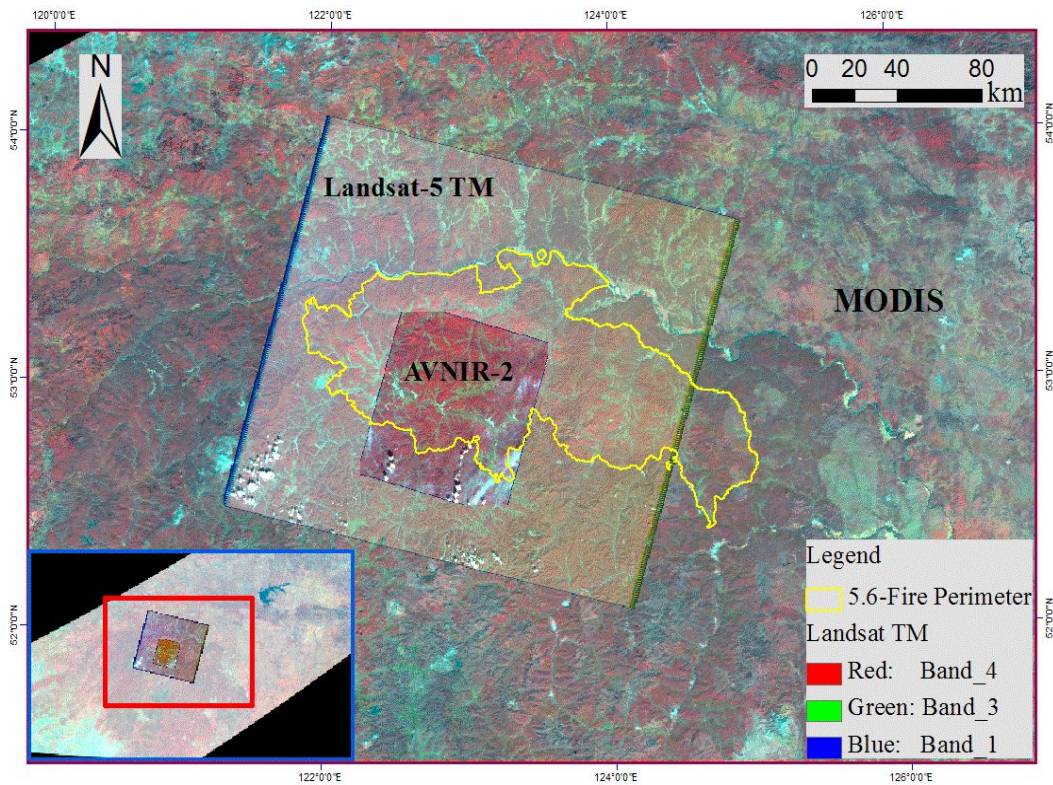 120°0'0"E 122°0'0"E 124°0'0"E 126°0'0"E
N
0 20 40 80
km
54°0'0"N
54°0'0"N
Landsat-5 TM
MODIS
53°0'0"N
53°0'0"N
AVNIR-2
Legend
5.6-Fire Perimeter
Landsat TM
Red: Band_4
Green: Band_3
Blue: Band_1
52°0'0"N
52°0'0"N
122°0'0"E 124°0'0"E 126°0'0"E